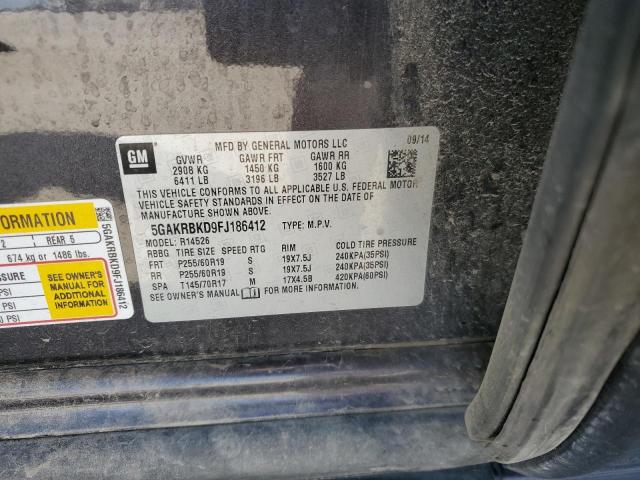 GM
MFD BY GENERAL MOTORS LLC
09/14
GVWR GAWR FRT GAWR RR
2908 KG 1450 KG 1600 KG
6411 LB 3196 LB 3527 LB
THIS VEHICLE CONFORMS TO ALL APPLICABLE U.S. FEDERAL MOTOR
VEHICLE SAFETY STANDARDS IN EFFECT ON THE DATE OF
MANUFACTURE SHOWN ABOVE.
5GAKRBKD9FJ186412 TYPE: M.P.V.
MODEL: R14526
RBBG TIRE SIZE SPEED RTG RIM COLD TIRE PRESSURE
FRT P255/60R19 S 19X7.5J 240KPA(35PSI)
RR P255/60R19 S 19X7.5J 240KPA(35PSI)
SPA T145/70R17 M 17X4.5B 420KPA(60PSI)
SEE OWNER'S MANUAL FOR MORE INFORMATION.
INFORMATION
2 REAR 5
674 kg or 1486 lbs.
PSI
PSI
PSI
SEE OWNER'S
MANUAL FOR
ADDITIONAL
INFORMATION
5GAKRBKD9FJ186412